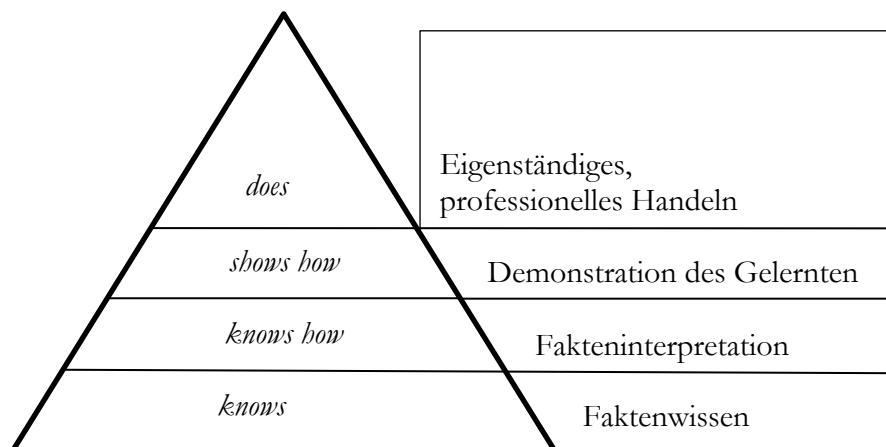 does
Eigenständiges,
professionelles Handeln
shows how
Demonstration des Gelernten
knows how
Fakteninterpretation
knows
Faktenwissen